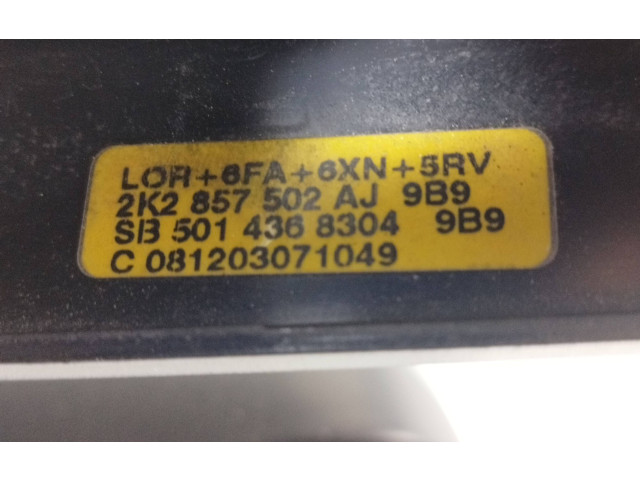 LOR+6FA+6XN+5RV
2K2 857 502 AJ 9B9
SB 501 436 8304 9B9
C 081203071049